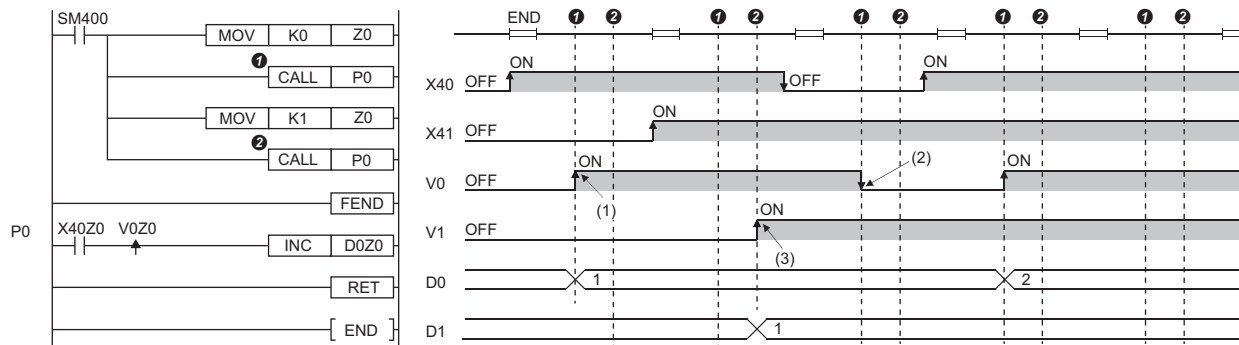 SM400
MOV K0 Z0
❶
CALL P0
MOV K1 Z0
❷
CALL P0
FEND
P0
X40Z0 V0Z0
INC D0Z0
RET
END
END ❶ ❷ ❶ ❷ ❶ ❷ ❶ ❷ ❶ ❷
X40 OFF ON OFF ON
X41 OFF ON
V0 OFF ON (1) (2) ON
V1 OFF ON (3)
D0 1 2
D1 1